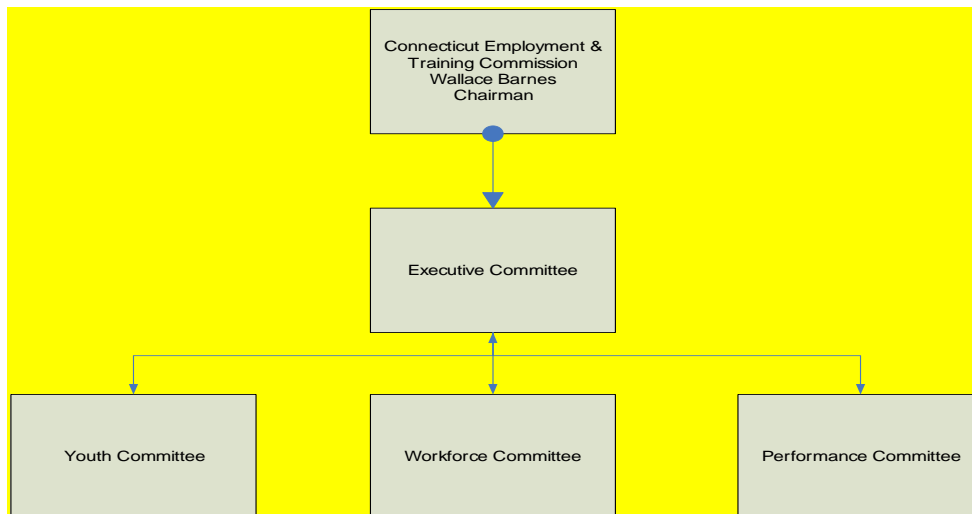 Connecticut Employment &
Training Commission
Wallace Barnes
Chairman
Executive Committee
Youth Committee
Workforce Committee
Performance Committee